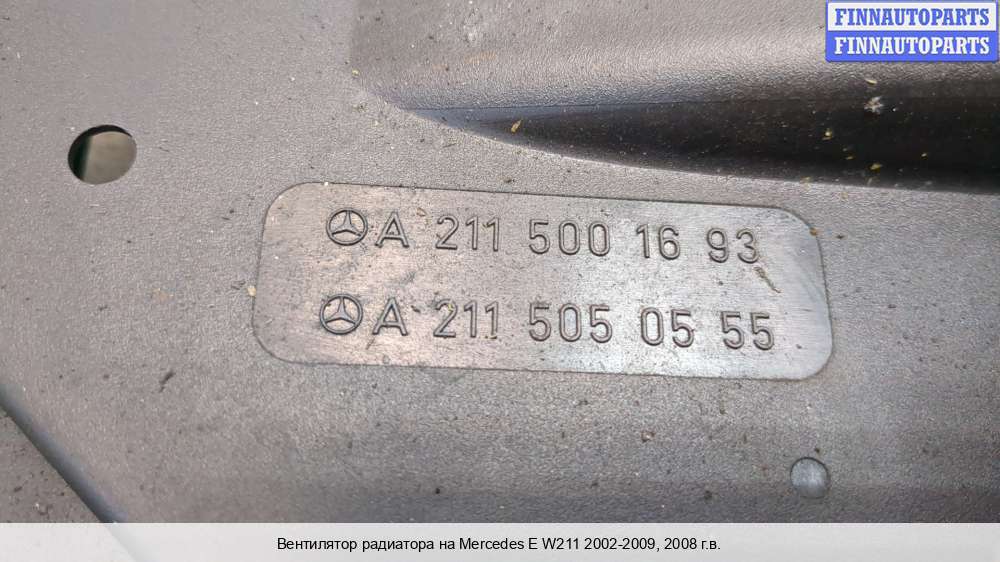 FINNAUTOPARTS
FINNAUTOPARTS
A 211 500 16 93
A 211 505 05 55
Вентилятор радиатора на Mercedes E W211 2002-2009, 2008 г.в.